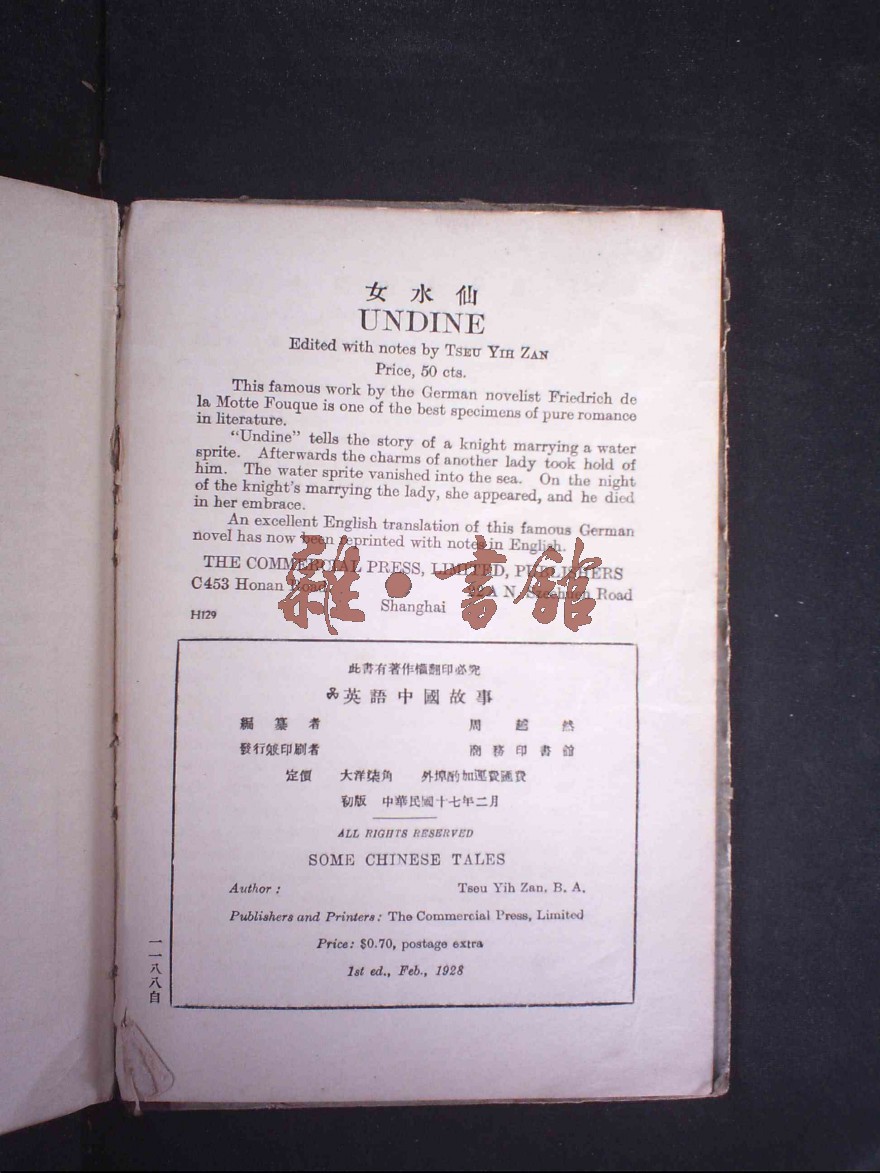 女水仙
UNDINE
Edited with notes by TSEU YIH ZAN
Price, 50 cts.
This famous work by the German novelist Friedrich de
la Motte Fouque is one of the best specimens of pure romance
in literature.
"Undine" tells the story of a knight marrying a water
sprite. Afterwards the charms of another lady took hold of
him. The water sprite vanished into the sea. On the night
of the knight's marrying the lady, she appeared, and he died
in her embrace.
An excellent English translation of this famous German
novel has now been reprinted with notes in English.
THE COMMERCIAL PRESS, LIMITED, PUBLISHERS
C453 Honan Road 22 A N. Szechuen Road
Shanghai
H129
雜·書館
此書有著作權翻印必究
英語中國故事
編纂者 周越然
發行兼印刷者 商務印書館
定價 大洋柒角 外埠酌加運費匯費
初版 中華民國十七年二月
ALL RIGHTS RESERVED
SOME CHINESE TALES
Author: Tseu Yih Zan, B. A.
Publishers and Printers: The Commercial Press, Limited
Price: $0.70, postage extra
1st ed., Feb., 1928
一一八八自